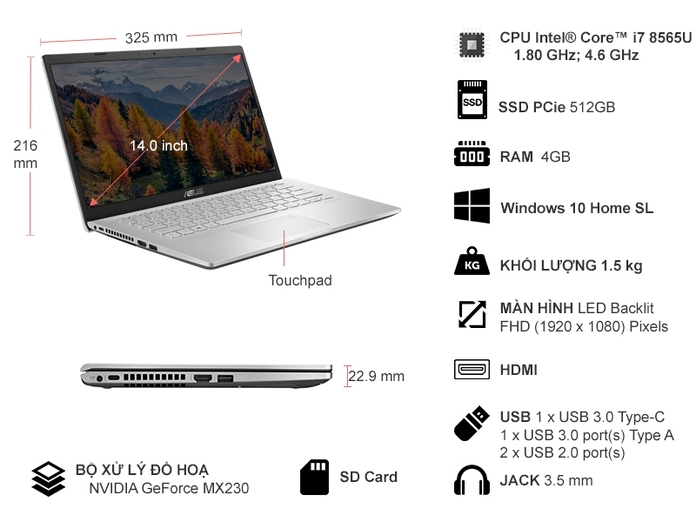 325 mm
216
mm
14.0 inch
ASUS
Touchpad
22.9 mm
BỘ XỬ LÝ ĐỒ HOẠ
NVIDIA GeForce MX230
SD Card
CPU Intel® Core™ i7 8565U
1.80 GHz; 4.6 GHz
SSD
SSD PCie 512GB
RAM 4GB
Windows 10 Home SL
KG
KHỐI LƯỢNG 1.5 kg
MÀN HÌNH LED Backlit
FHD (1920 x 1080) Pixels
HDMI
USB 1 x USB 3.0 Type-C
1 x USB 3.0 port(s) Type A
2 x USB 2.0 port(s)
JACK 3.5 mm